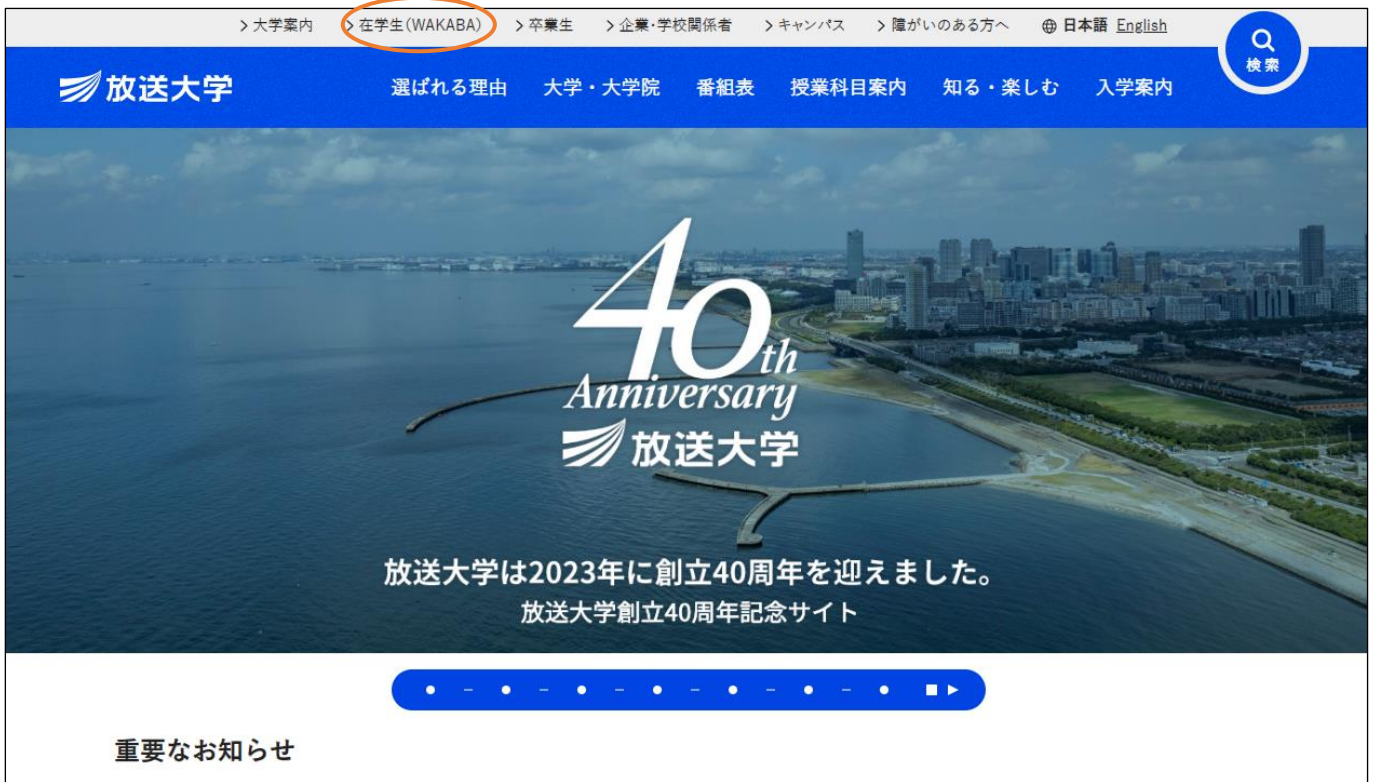 大学案内 在学生(WAKABA) 卒業生 企業・学校関係者 キャンパス 障がいのある方へ 日本語 English
検索
放送大学 選ばれる理由 大学・大学院 番組表 授業科目案内 知る・楽しむ 入学案内
40th
Anniversary
放送大学
放送大学は2023年に創立40周年を迎えました。
放送大学創立40周年記念サイト
重要なお知らせ